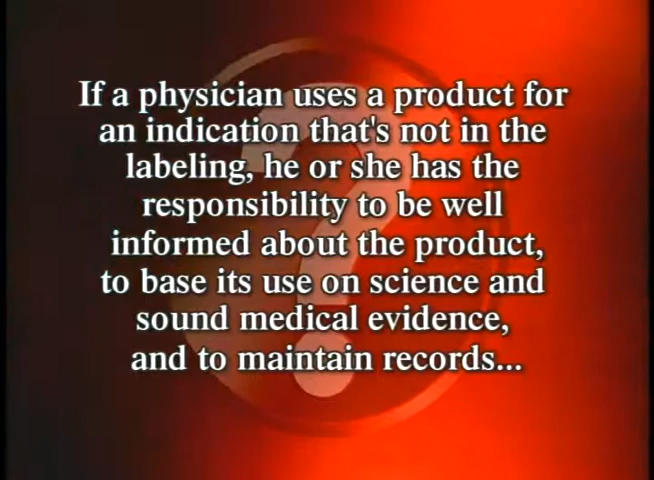 If a physician uses a product for
an indication that's not in the
labeling, he or she has the
responsibility to be well
informed about the product,
to base its use on science and
sound medical evidence,
and to maintain records...